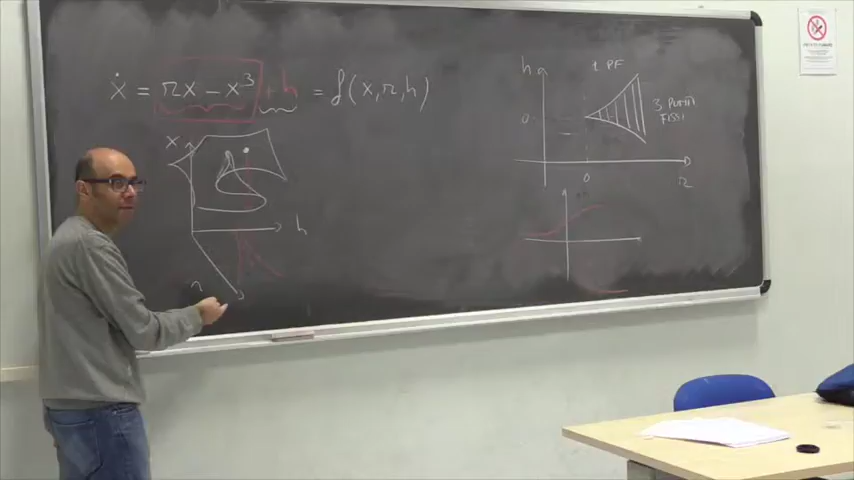 ẋ = rx - x³ + h = f(x,r,h)
x
h
r
h
1 PF
0
3 PUNTI
FISSI
0
r